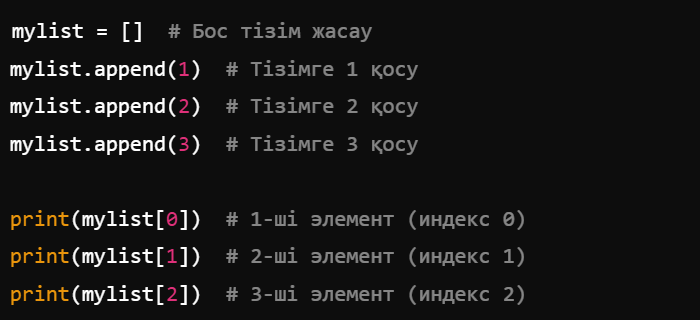 mylist = []  # Бос тізім жасау
mylist.append(1)  # Тізімге 1 қосу
mylist.append(2)  # Тізімге 2 қосу
mylist.append(3)  # Тізімге 3 қосу
print(mylist[0])  # 1-ші элемент (индекс 0)
print(mylist[1])  # 2-ші элемент (индекс 1)
print(mylist[2])  # 3-ші элемент (индекс 2)